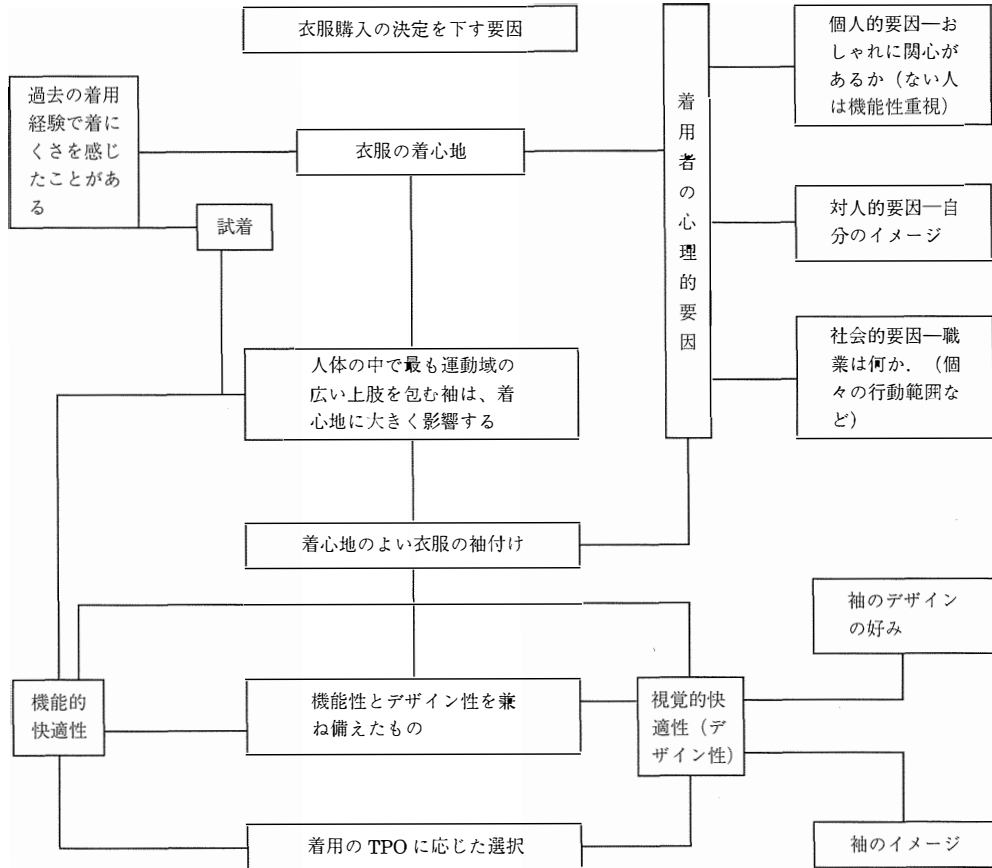 衣服購入の決定を下す要因
個人的要因―お
しゃれに関心が
あるか（ない人
は機能性重視）
過去の着用
経験で着に
くさを感じ
たことがあ
る
衣服の着心地
着用者の心理的要因
試着
対人的要因―自
分のイメージ
社会的要因―職
業は何か．（個
々の行動範囲な
ど）
人体の中で最も運動域の
広い上肢を包む袖は、着
心地に大きく影響する
着心地のよい衣服の袖付け
袖のデザイン
の好み
機能的
快適性
機能性とデザイン性を兼
ね備えたもの
視覚的快
適性（デ
ザイン性）
着用の TPO に応じた選択
袖のイメージ